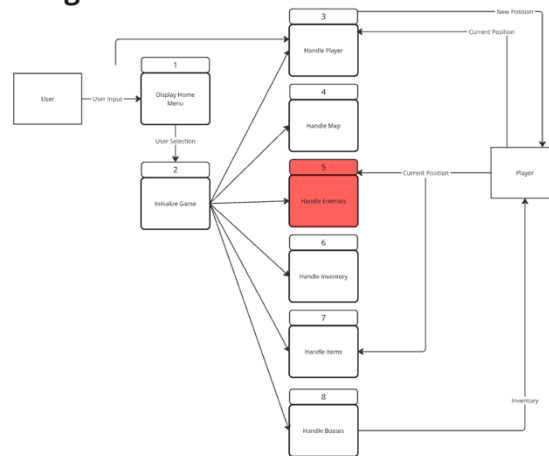 3
New Position
Handle Player
Current Position
1
User
User Input
Display Home
Menu
4
Handle Map
User Selection
2
Initialize Game
5
Handle Enemies
Current Position
Player
6
Handle Inventory
7
Handle Items
8
Handle Bosses
Inventory